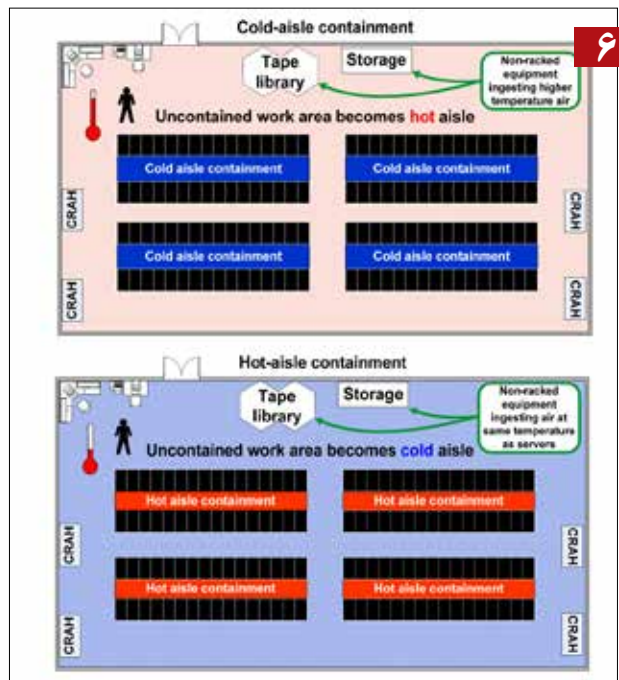 Cold-aisle containment
۶
Tape
library
Storage
Non-racked
equipment
ingesting higher
temperature air
Uncontained work area becomes hot aisle
Cold aisle containment
Cold aisle containment
CRAH
CRAH
Cold aisle containment
Cold aisle containment
CRAH
CRAH
Hot-aisle containment
Tape
library
Storage
Non-racked
equipment
ingesting air at
same temperature
as servers
Uncontained work area becomes cold aisle
Hot aisle containment
Hot aisle containment
CRAH
CRAH
Hot aisle containment
Hot aisle containment
CRAH
CRAH